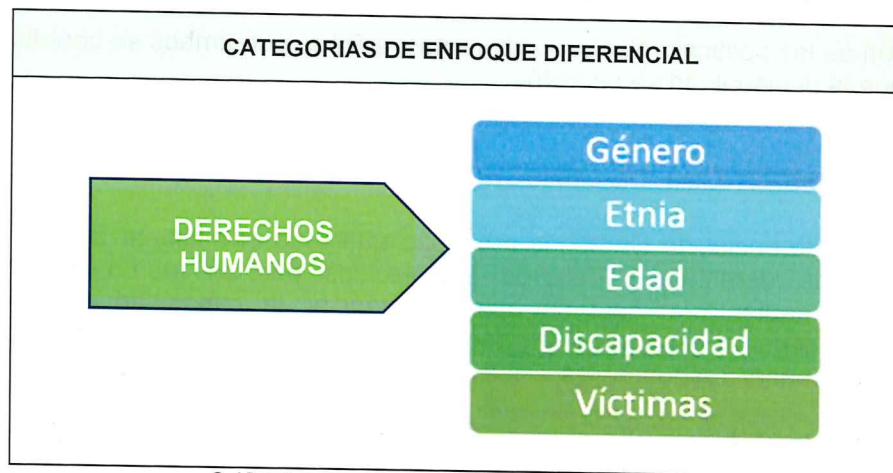 CATEGORIAS DE ENFOQUE DIFERENCIAL
DERECHOS
HUMANOS
Género
Etnia
Edad
Discapacidad
Víctimas